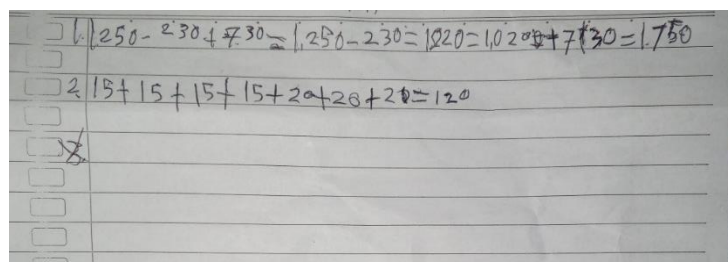 1. 1.250 - 230 + 730 = 1.250 - 230 = 1020 = 1,020 + 730 = 1.750
2. 15 + 15 + 15 + 15 + 20 + 20 + 20 = 120